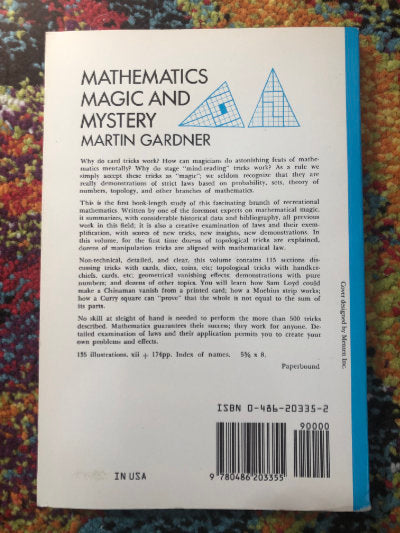 MATHEMATICS
MAGIC AND
MYSTERY
MARTIN GARDNER
Why do card tricks work? How can magicians do astonishing feats of mathe-
matics mentally? Why do stage "mind-reading" tricks work? As a rule we
simply accept these tricks as "magic"; we seldom recognize that they are
really demonstrations of strict laws based on probability, sets, theory of
numbers, topology, and other branches of mathematics.
This is the first book-length study of this fascinating branch of recreational
mathematics. Written by one of the foremost experts on mathematical magic,
it summarizes, with considerable historical data and bibliography, all previous
work in this field; it is also a creative examination of laws and their exem-
plification, with scores of new tricks, new insights, new demonstrations. In
this volume, for the first time dozens of topological tricks are explained,
dozens of manipulation tricks are aligned with mathematical law.
Non-technical, detailed, and clear, this volume contains 115 sections dis-
cussing tricks with cards, dice, coins, etc; topological tricks with handker-
chiefs, cards, etc; geometrical vanishing effects; demonstrations with pure
numbers; and dozens of other topics. You will learn how Sam Loyd could
make a Chinaman vanish from a printed card; how a Moebius strip works;
how a Curry square can "prove" that the whole is not equal to the sum of
its parts.
No skill at sleight of hand is needed to perform the more than 500 tricks
described. Mathematics guarantees their success; they work for anyone. De-
tailed examination of laws and their application permits you to create your
own problems and effects.
135 illustrations. xii + 174pp. Index of names. 5⅜ x 8.
Paperbound
Cover designed by Menten Inc.
ISBN 0-486-20335-2
90000
9 780486 203355
IN USA